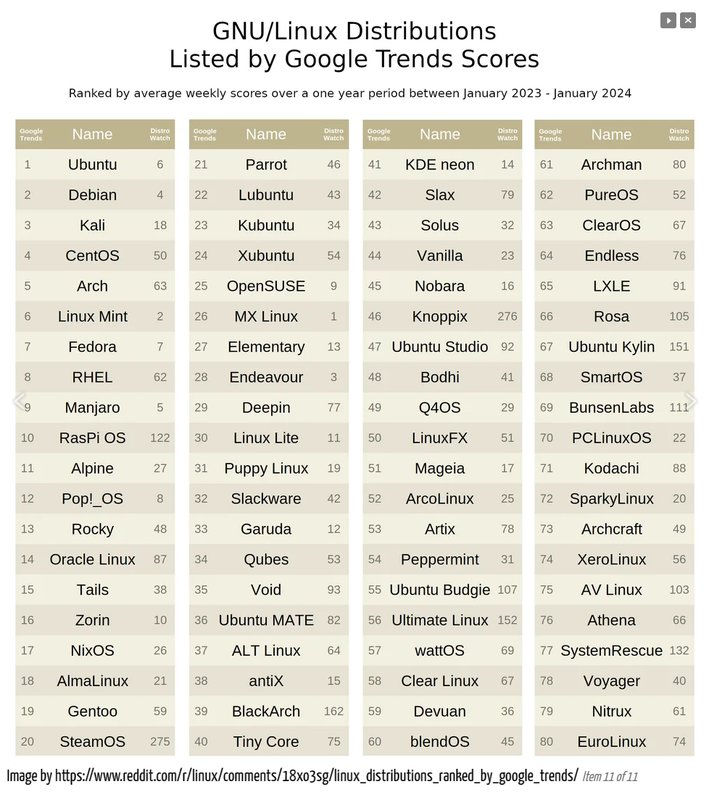 GNU/Linux Distributions
Listed by Google Trends Scores
Ranked by average weekly scores over a one year period between January 2023 - January 2024
Google Trends Name Distro Watch
1 Ubuntu 6
2 Debian 4
3 Kali 18
4 CentOS 50
5 Arch 63
6 Linux Mint 2
7 Fedora 7
8 RHEL 62
9 Manjaro 5
10 RasPi OS 122
11 Alpine 27
12 Pop!_OS 8
13 Rocky 48
14 Oracle Linux 87
15 Tails 38
16 Zorin 10
17 NixOS 26
18 AlmaLinux 21
19 Gentoo 59
20 SteamOS 275
Google Trends Name Distro Watch
21 Parrot 46
22 Lubuntu 43
23 Kubuntu 34
24 Xubuntu 54
25 OpenSUSE 9
26 MX Linux 1
27 Elementary 13
28 Endeavour 3
29 Deepin 77
30 Linux Lite 11
31 Puppy Linux 19
32 Slackware 42
33 Garuda 12
34 Qubes 53
35 Void 93
36 Ubuntu MATE 82
37 ALT Linux 64
38 antiX 15
39 BlackArch 162
40 Tiny Core 75
Google Trends Name Distro Watch
41 KDE neon 14
42 Slax 79
43 Solus 32
44 Vanilla 23
45 Nobara 16
46 Knoppix 276
47 Ubuntu Studio 92
48 Bodhi 41
49 Q4OS 29
50 LinuxFX 51
51 Mageia 17
52 ArcoLinux 25
53 Artix 78
54 Peppermint 31
55 Ubuntu Budgie 107
56 Ultimate Linux 152
57 wattOS 69
58 Clear Linux 67
59 Devuan 36
60 blendOS 45
Google Trends Name Distro Watch
61 Archman 80
62 PureOS 52
63 ClearOS 67
64 Endless 76
65 LXLE 91
66 Rosa 105
67 Ubuntu Kylin 151
68 SmartOS 37
69 BunsenLabs 111
70 PCLinuxOS 22
71 Kodachi 88
72 SparkyLinux 20
73 Archcraft 49
74 XeroLinux 56
75 AV Linux 103
76 Athena 66
77 SystemRescue 132
78 Voyager 40
79 Nitrux 61
80 EuroLinux 74
Image by https://www.reddit.com/r/linux/comments/18xo3sg/linux_distributions_ranked_by_google_trends/ Item 11 of 11